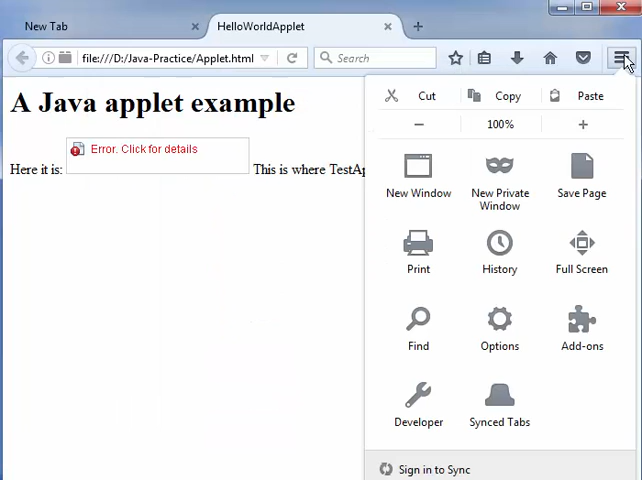 New Tab
HelloWorldApplet
file:///D:/Java-Practice/Applet.html
Search
A Java applet example
Here it is:
Error. Click for details
This is where TestAp
Cut
Copy
Paste
100%
New Window
New Private
Window
Save Page
Print
History
Full Screen
Find
Options
Add-ons
Developer
Synced Tabs
Sign in to Sync